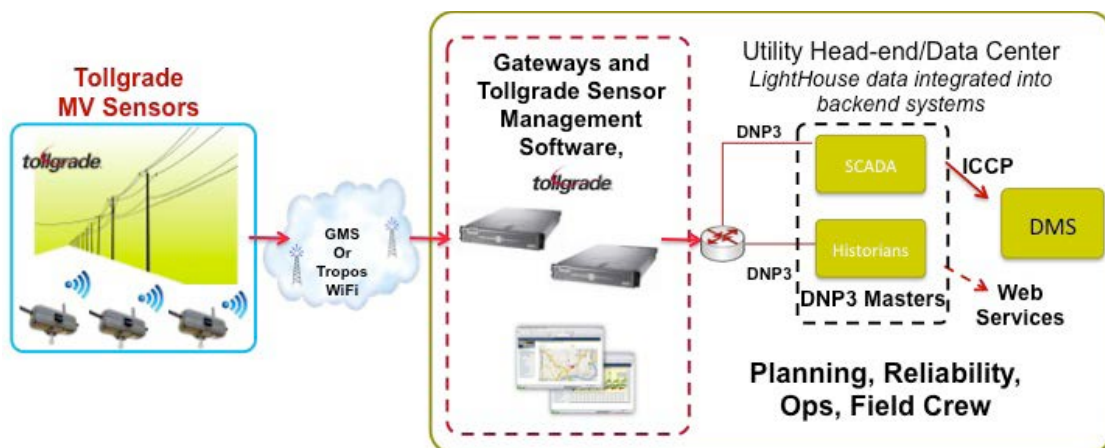 Tollgrade
MV Sensors
tollgrade
GMS
Or
Tropos
WiFi
Gateways and
Tollgrade Sensor
Management
Software,
tollgrade
Utility Head-end/Data Center
LightHouse data integrated into
backend systems
DNP3
SCADA
ICCP
DMS
Historians
DNP3
DNP3 Masters
Web
Services
Planning, Reliability,
Ops, Field Crew